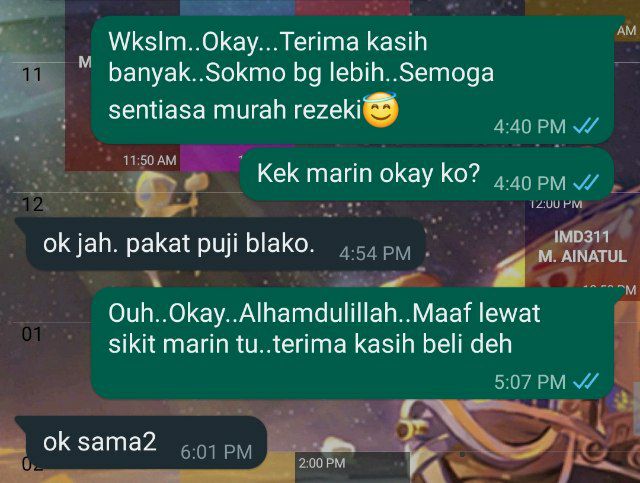 AM
11
M
Wkslm..Okay...Terima kasih
banyak..Sokmo bg lebih..Semoga
sentiasa murah rezeki😇
4:40 PM
11:50 AM
Kek marin okay ko?
4:40 PM
12
12:00 PM
ok jah. pakat puji blako.
4:54 PM
IMD311
M. AINATUL
PM
01
Ouh..Okay..Alhamdulillah..Maaf lewat
sikit marin tu..terima kasih beli deh
5:07 PM
ok sama2
6:01 PM
02
2:00 PM